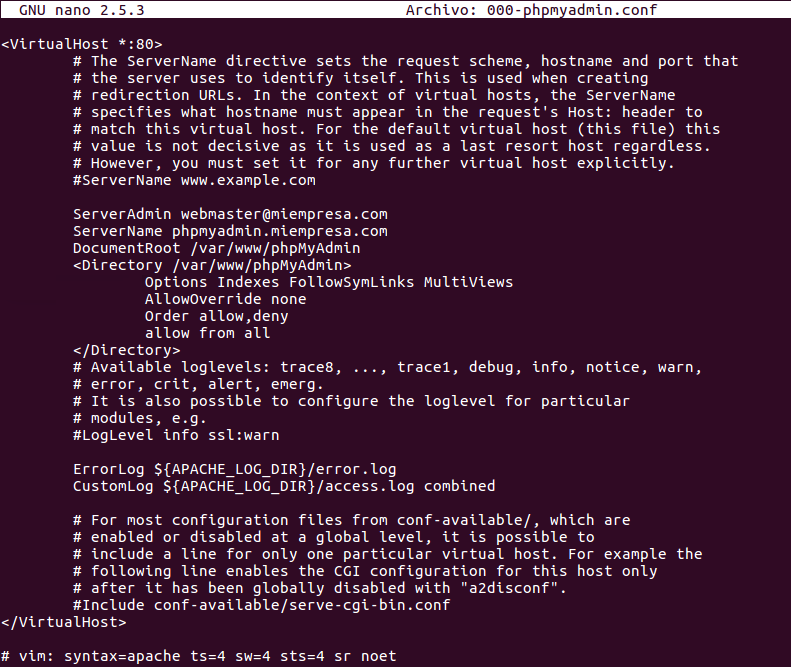 GNU nano 2.5.3 Archivo: 000-phpmyadmin.conf
<VirtualHost *:80>
# The ServerName directive sets the request scheme, hostname and port that
# the server uses to identify itself. This is used when creating
# redirection URLs. In the context of virtual hosts, the ServerName
# specifies what hostname must appear in the request's Host: header to
# match this virtual host. For the default virtual host (this file) this
# value is not decisive as it is used as a last resort host regardless.
# However, you must set it for any further virtual host explicitly.
#ServerName www.example.com
ServerAdmin webmaster@miempresa.com
ServerName phpmyadmin.miempresa.com
DocumentRoot /var/www/phpMyAdmin
<Directory /var/www/phpMyAdmin>
Options Indexes FollowSymLinks MultiViews
AllowOverride none
Order allow,deny
allow from all
</Directory>
# Available loglevels: trace8, ..., trace1, debug, info, notice, warn,
# error, crit, alert, emerg.
# It is also possible to configure the loglevel for particular
# modules, e.g.
#LogLevel info ssl:warn
ErrorLog ${APACHE_LOG_DIR}/error.log
CustomLog ${APACHE_LOG_DIR}/access.log combined
# For most configuration files from conf-available/, which are
# enabled or disabled at a global level, it is possible to
# include a line for only one particular virtual host. For example the
# following line enables the CGI configuration for this host only
# after it has been globally disabled with "a2disconf".
#Include conf-available/serve-cgi-bin.conf
</VirtualHost>
# vim: syntax=apache ts=4 sw=4 sts=4 sr noet